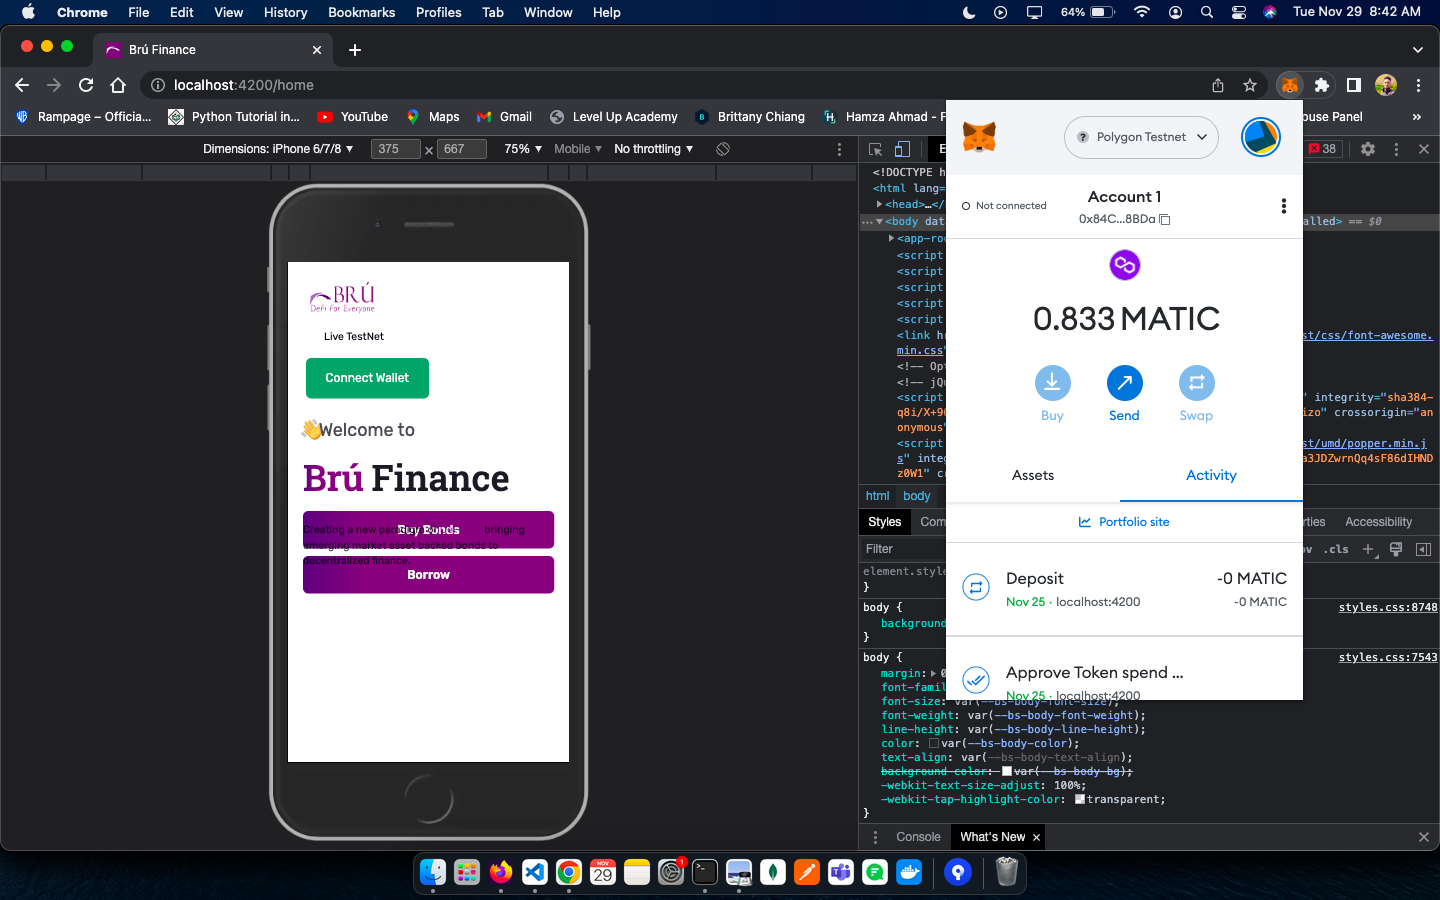 Chrome File Edit View History Bookmarks Profiles Tab Window Help 64% Tue Nov 29 8:42 AM
Brú Finance
localhost:4200/home
Rampage – Officia... Python Tutorial in... YouTube Maps Gmail Level Up Academy Brittany Chiang Hamza Ahmad - F ouse Panel »
Dimensions: iPhone 6/7/8 ▼ 375 × 667 75% ▼ Mobile ▼ No throttling ▼ 38
BRÚ
DeFi For Everyone
Live TestNet
Connect Wallet
👋Welcome to
Brú Finance
Buy Bonds
Creating a new para bringing
emerging market asset backed bonds to
decentralized finance.
Borrow
Polygon Testnet
Not connected
Account 1
0x84C...8BDa
0.833 MATIC
Buy Send Swap
Assets Activity
Portfolio site
Deposit -0 MATIC
Nov 25 · localhost:4200 -0 MATIC
Approve Token spend ...
Nov 25 · localhost:4200
<!DOCTYPE h
<html lang=
▶<head>…</
… ▼<body dat alled> == $0
▶<app-ro
<script
<script
<script
<script
<script
<link h st/css/font-awesome.
min.css"
<!-- Op
<!-- jQ
<script " integrity="sha384-
q8i/X+9 izo" crossorigin="an
onymous"
<script st/umd/popper.min.j
s" inte a3JDZwrnQq4sF86dIHND
z0W1" c
html body
Styles Com rties Accessibility
Filter ov .cls +
element.style
}
body { styles.css:8748
background
}
body { styles.css:7543
margin: ▶ 0
font-famil
font-size: var(--bs-body-font-size);
font-weight: var(--bs-body-font-weight);
line-height: var(--bs-body-line-height);
color: var(--bs-body-color);
text-align: var(--bs-body-text-align);
background-color: var(--bs-body-bg);
-webkit-text-size-adjust: 100%;
-webkit-tap-highlight-color: transparent;
}
Console What's New ×
NOV
29
1